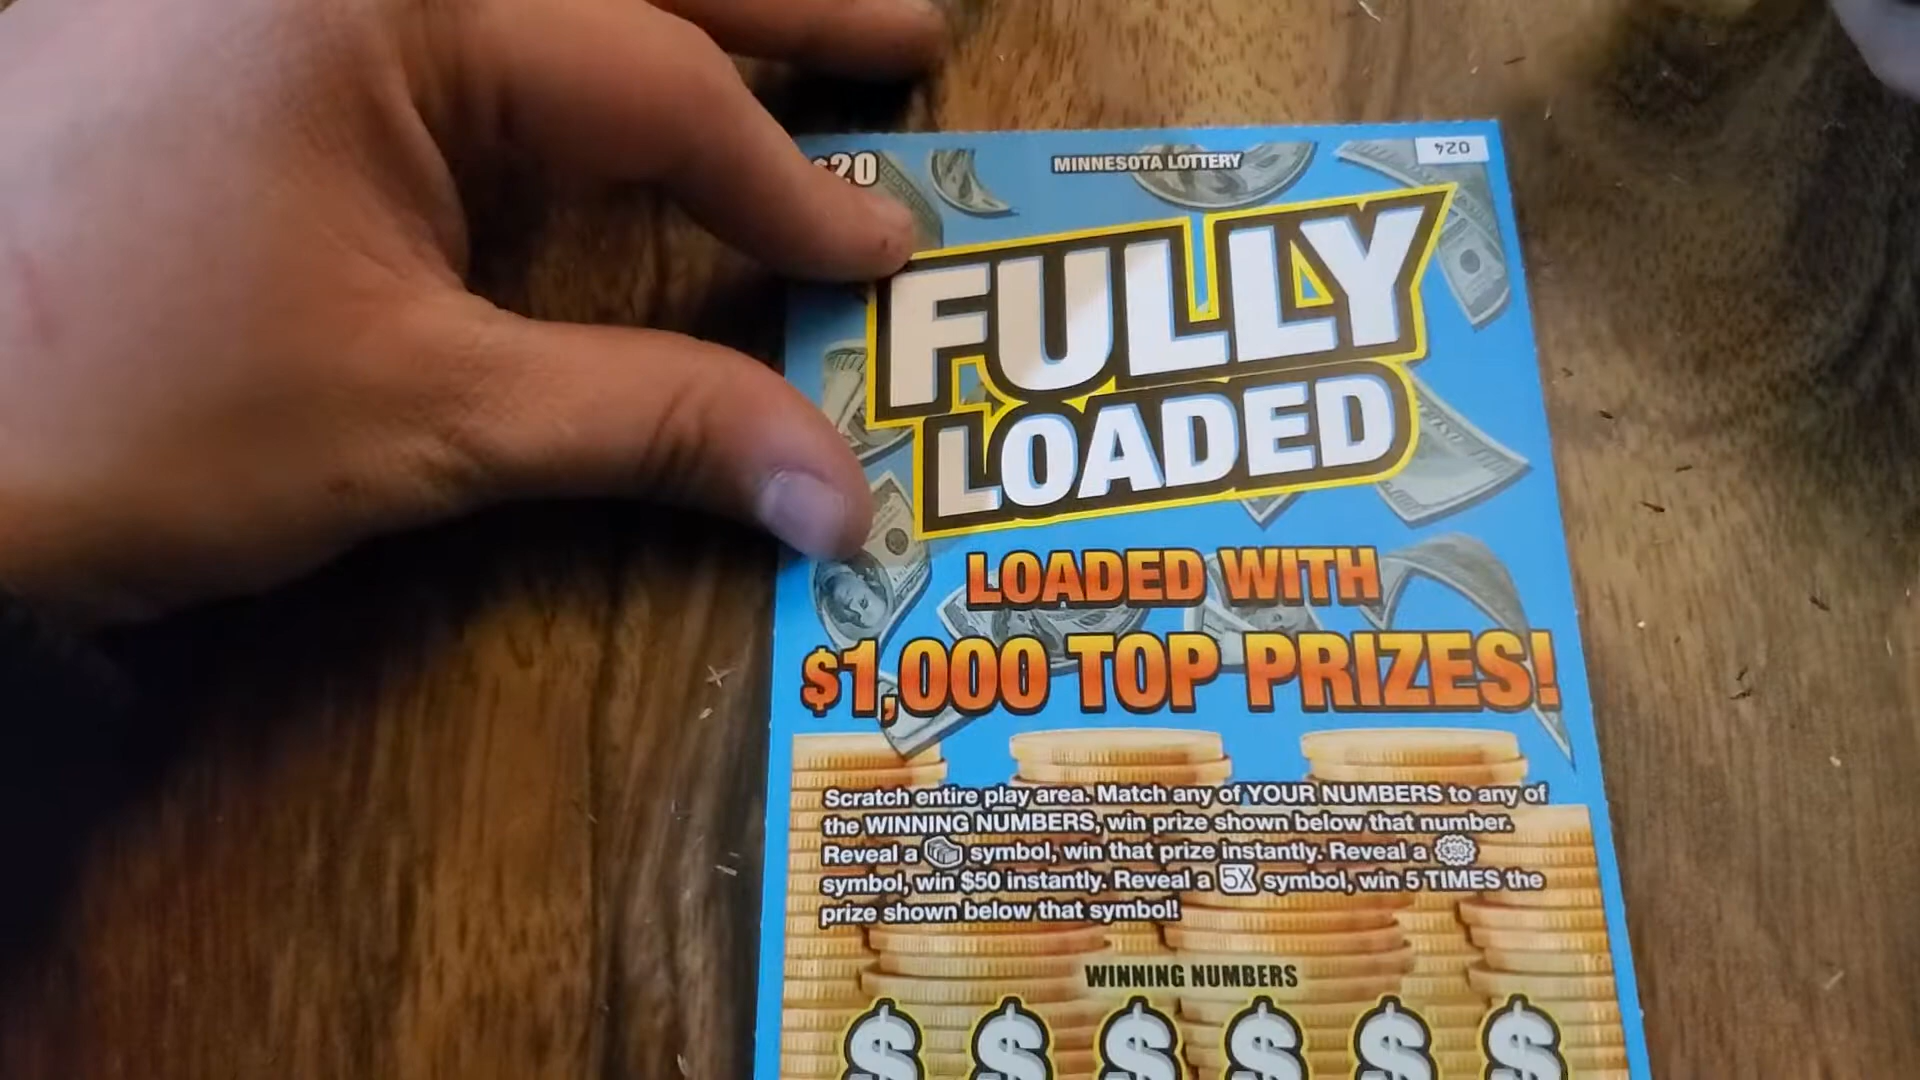 $20
MINNESOTA LOTTERY
024
FULLY
LOADED
LOADED WITH
$1,000 TOP PRIZES!
Scratch entire play area. Match any of YOUR NUMBERS to any of
the WINNING NUMBERS, win prize shown below that number.
Reveal a symbol, win that prize instantly. Reveal a $50
symbol, win $50 instantly. Reveal a 5X symbol, win 5 TIMES the
prize shown below that symbol!
WINNING NUMBERS
$ $ $ $ $ $